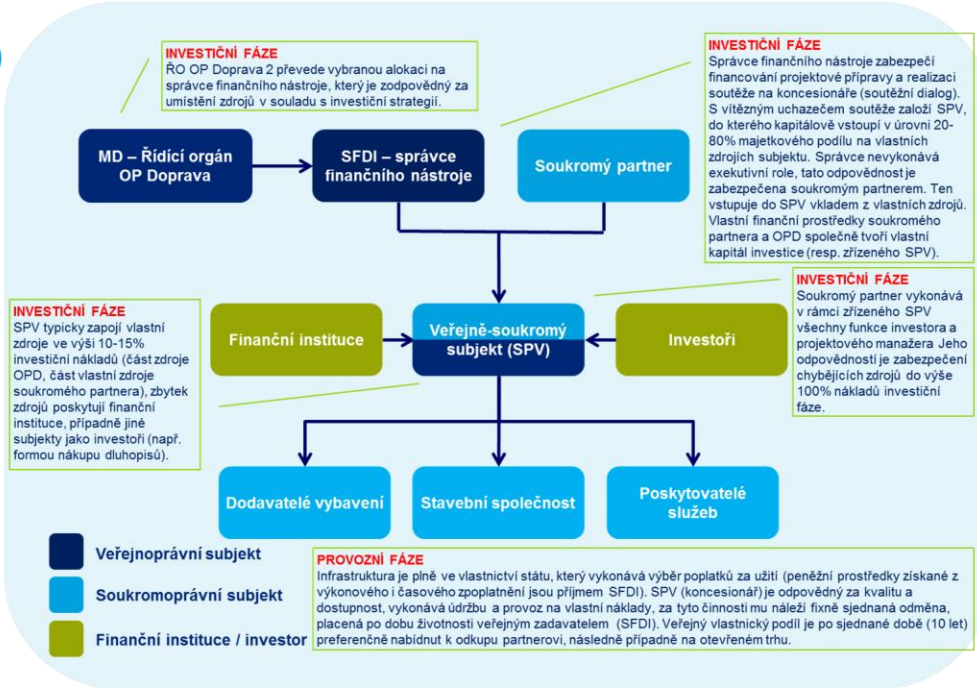 INVESTIČNÍ FÁZE
ŘO OP Doprava 2 převede vybranou alokaci na
správce finančního nástroje, který je zodpovědný za
umístění zdrojů v souladu s investiční strategií.
INVESTIČNÍ FÁZE
Správce finančního nástroje zabezpečí
financování projektové přípravy a realizaci
soutěže na koncesionáře (soutěžní dialog).
S vítězným uchazečem soutěže založí SPV,
do kterého kapitálově vstoupí v úrovni 20-
80% majetkového podílu na vlastních
zdrojích subjektu. Správce nevykonává
exekutivní role, tato odpovědnost je
zabezpečena soukromým partnerem. Ten
vstupuje do SPV vkladem z vlastních zdrojů.
Vlastní finanční prostředky soukromého
partnera a OPD společně tvoří vlastní
kapitál investice (resp. zřízeného SPV).
MD – Řídící orgán
OP Doprava
SFDI – správce
finančního nástroje
Soukromý partner
INVESTIČNÍ FÁZE
SPV typicky zapojí vlastní
zdroje ve výši 10-15%
investiční nákladů (část zdroje
OPD, část vlastní zdroje
soukromého partnera), zbytek
zdrojů poskytují finanční
instituce, případně jiné
subjekty jako investoři (např.
formou nákupu dluhopisů).
Finanční instituce
Veřejně-soukromý
subjekt (SPV)
Investoři
INVESTIČNÍ FÁZE
Soukromý partner vykonává
v rámci zřízeného SPV
všechny funkce investora a
projektového manažera Jeho
odpovědností je zabezpečení
chybějících zdrojů do výše
100% nákladů investiční
fáze.
Dodavatelé vybavení
Stavební společnost
Poskytovatelé
služeb
Veřejnoprávní subjekt
Soukromoprávní subjekt
Finanční instituce / investor
PROVOZNÍ FÁZE
Infrastruktura je plně ve vlastnictví státu, který vykonává výběr poplatků za užití (peněžní prostředky získané z
výkonového i časového zpoplatnění jsou příjmem SFDI). SPV (koncesionář) je odpovědný za kvalitu a
dostupnost, vykonává údržbu a provoz na vlastní náklady, za tyto činnosti mu náleží fixně sjednaná odměna,
placená po dobu životnosti veřejným zadavatelem (SFDI). Veřejný vlastnický podíl je po sjednané době (10 let)
preferenčně nabídnut k odkupu partnerovi, následně případně na otevřeném trhu.